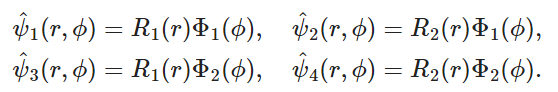 ψ̂₁(r, ϕ) = R₁(r)Φ₁(ϕ), ψ̂₂(r, ϕ) = R₂(r)Φ₁(ϕ),
ψ̂₃(r, ϕ) = R₁(r)Φ₂(ϕ), ψ̂₄(r, ϕ) = R₂(r)Φ₂(ϕ).